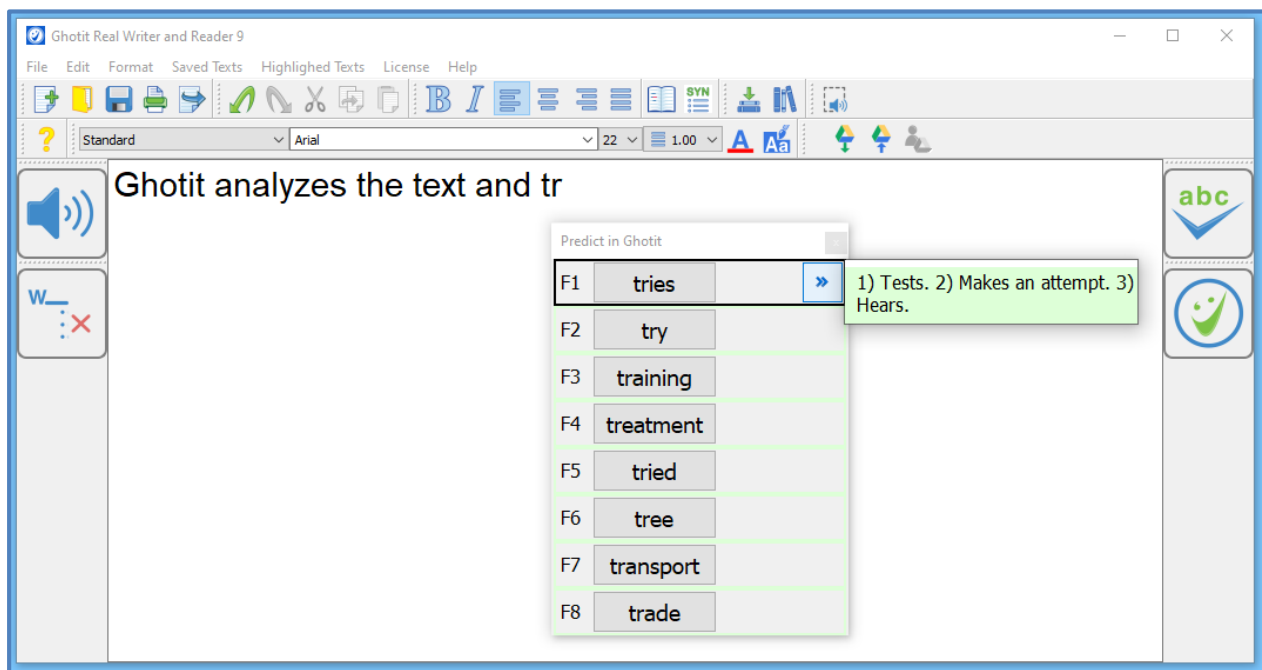 Ghotit Real Writer and Reader 9
File Edit Format Saved Texts Highlighed Texts License Help
B I SYN
? Standard Arial 22 1.00 A Aá
Ghotit analyzes the text and tr
abc
W
Predict in Ghotit
x
F1 tries » 1) Tests. 2) Makes an attempt. 3)
Hears.
F2 try
F3 training
F4 treatment
F5 tried
F6 tree
F7 transport
F8 trade